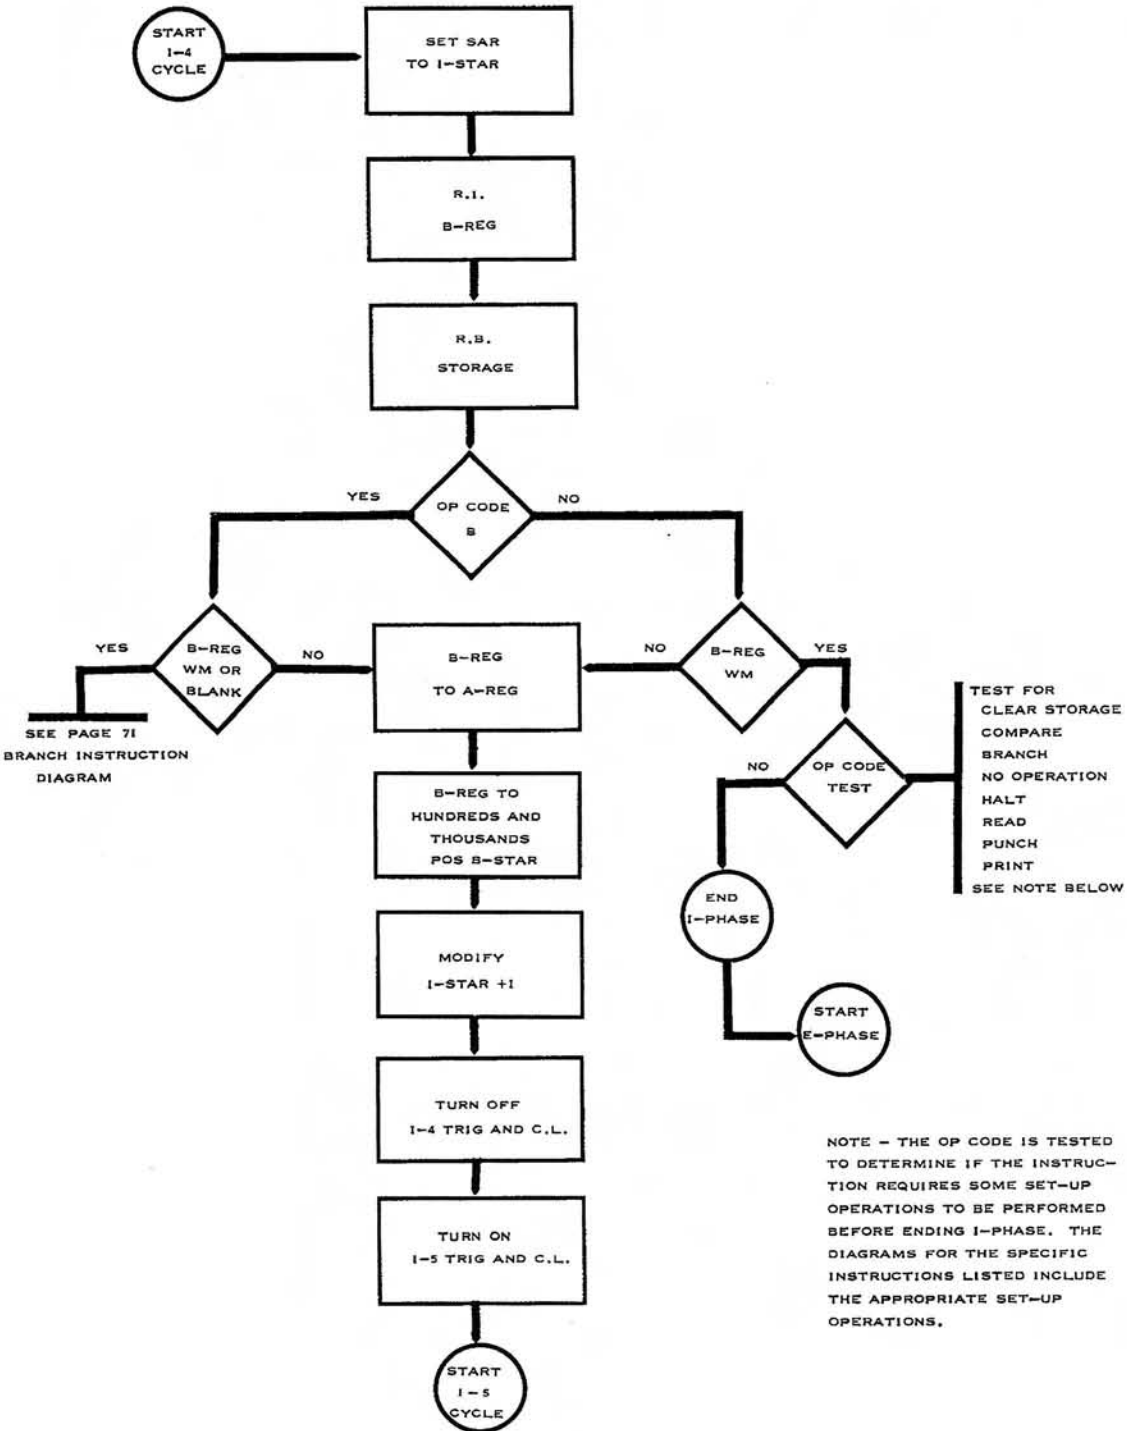 START
I-4
CYCLE
SET SAR
TO I-STAR
R.I.
B-REG
R.B.
STORAGE
OP CODE
B
YES
NO
B-REG
WM OR
BLANK
YES
NO
SEE PAGE 71
BRANCH INSTRUCTION
DIAGRAM
B-REG
TO A-REG
B-REG
WM
NO
YES
OP CODE
TEST
NO
TEST FOR
CLEAR STORAGE
COMPARE
BRANCH
NO OPERATION
HALT
READ
PUNCH
PRINT
SEE NOTE BELOW
B-REG TO
HUNDREDS AND
THOUSANDS
POS B-STAR
END
I-PHASE
START
E-PHASE
MODIFY
I-STAR +1
TURN OFF
I-4 TRIG AND C.L.
TURN ON
I-5 TRIG AND C.L.
START
I-5
CYCLE
NOTE - THE OP CODE IS TESTED
TO DETERMINE IF THE INSTRUC-
TION REQUIRES SOME SET-UP
OPERATIONS TO BE PERFORMED
BEFORE ENDING I-PHASE. THE
DIAGRAMS FOR THE SPECIFIC
INSTRUCTIONS LISTED INCLUDE
THE APPROPRIATE SET-UP
OPERATIONS.